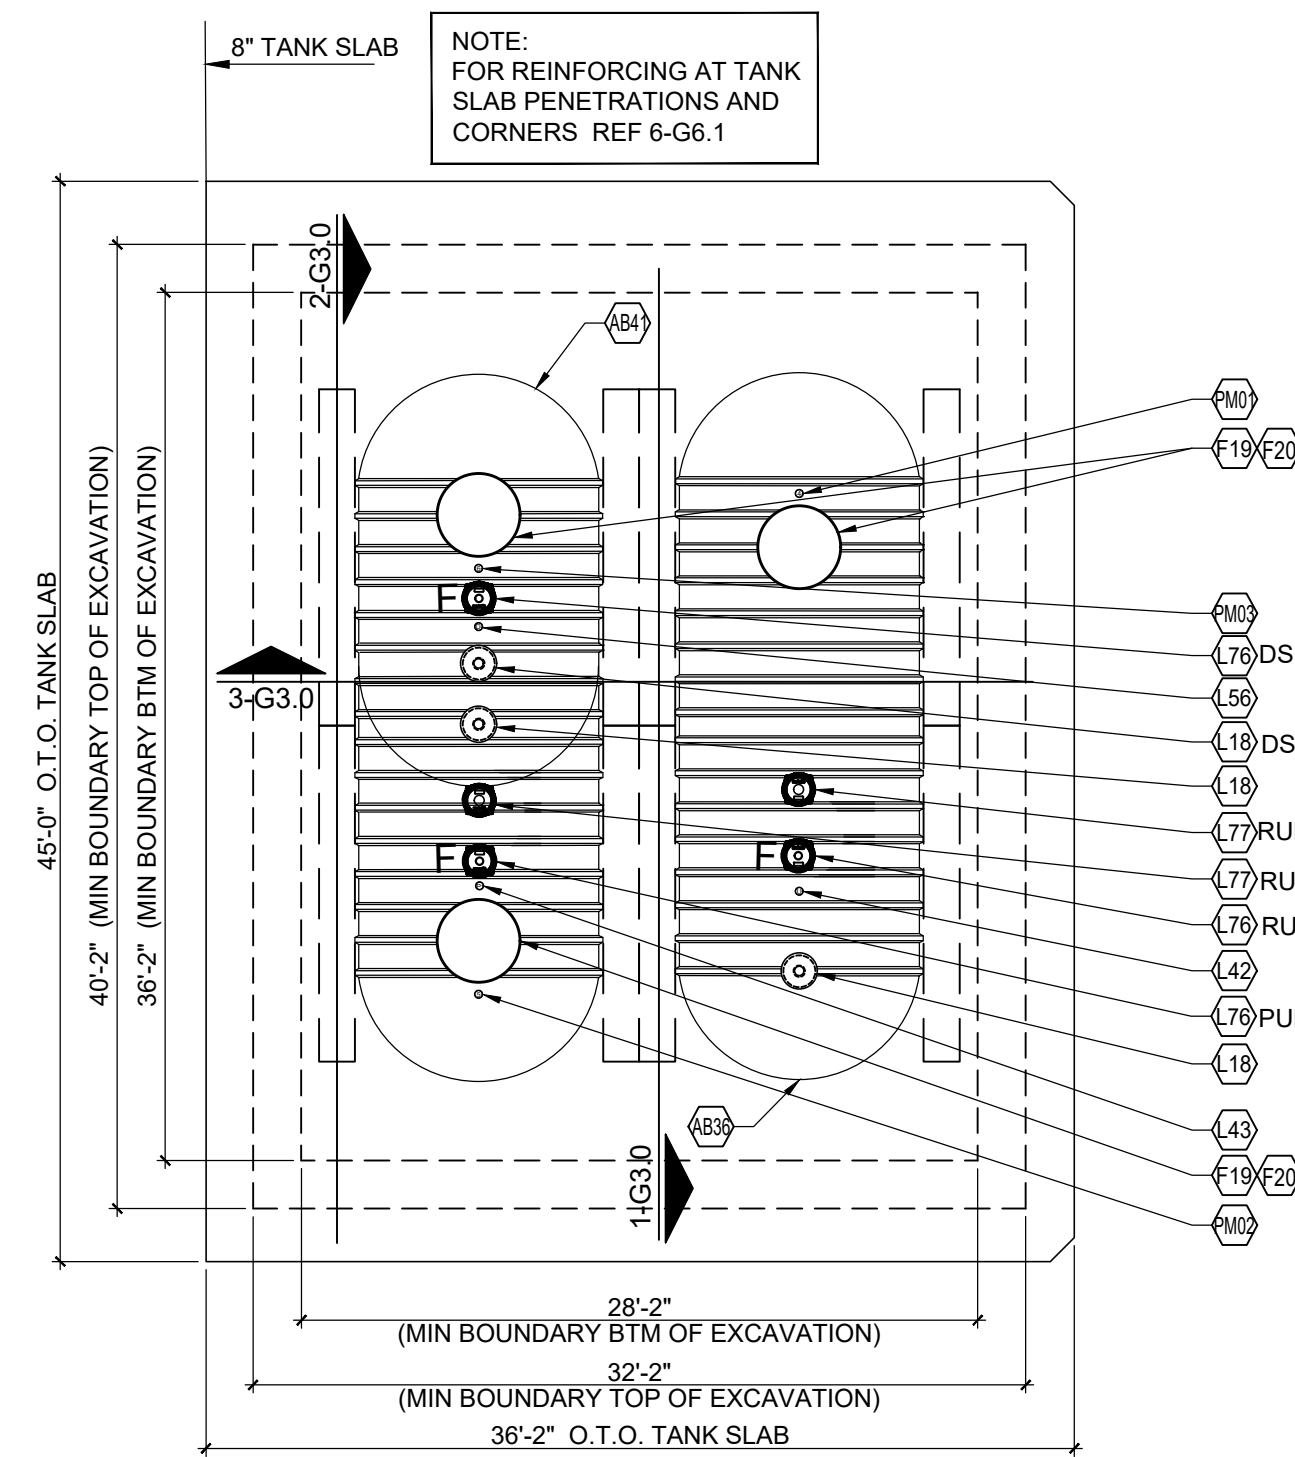 8" TANK SLAB
NOTE:
FOR REINFORCING AT TANK
SLAB PENETRATIONS AND
CORNERS REF 6-G6.1
2-G3.0
AB41
PM01
F19 F20
45'-0" O.T.O. TANK SLAB
40'-2" (MIN BOUNDARY TOP OF EXCAVATION)
36'-2" (MIN BOUNDARY BTM OF EXCAVATION)
F
PM03
L76 DS
L56
3-G3.0
L18 DS
L18
L77 RU
L77 RU
F
F
L76 RU
L42
L76 PU
L18
AB36
L43
1-G3.0
F19 F20
PM02
28'-2"
(MIN BOUNDARY BTM OF EXCAVATION)
32'-2"
(MIN BOUNDARY TOP OF EXCAVATION)
36'-2" O.T.O. TANK SLAB